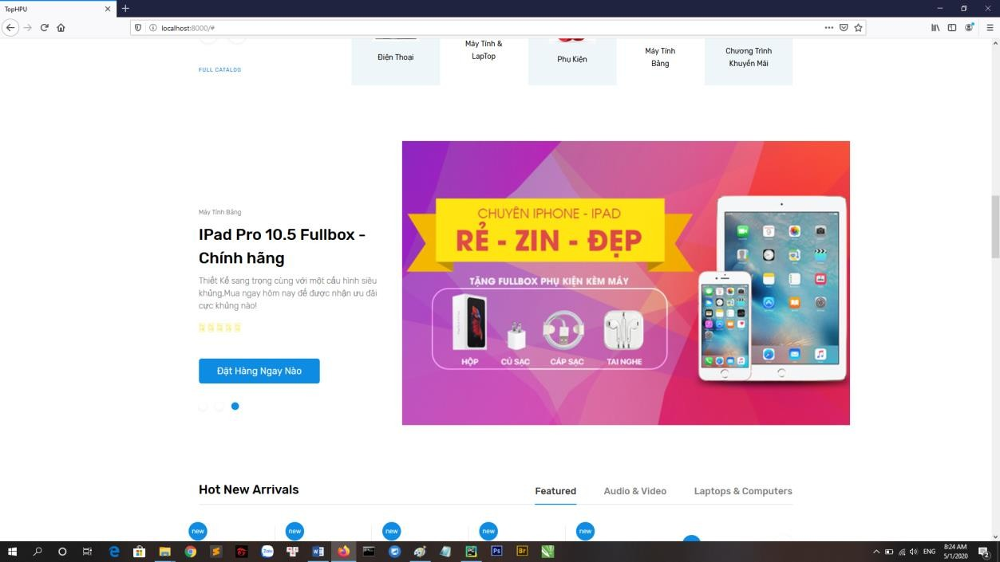 TopHPU
localhost:8000/#
FULL CATALOG
Điện Thoại
Máy Tính &
LapTop
Phụ Kiện
Máy Tính
Bảng
Chương Trình
Khuyến Mãi
Máy Tính Bảng
IPad Pro 10.5 Fullbox -
Chính hãng
Thiết Kế sang trọng cùng với một cấu hình siêu
khủng,Mua ngay hôm nay để được nhận ưu đãi
cực khủng nào!
Đặt Hàng Ngay Nào
CHUYÊN IPHONE - IPAD
RẺ - ZIN - ĐẸP
TẶNG FULLBOX PHỤ KIỆN KÈM MÁY
HỘP
CỦ SẠC
CÁP SẠC
TAI NGHE
Hot New Arrivals
Featured
Audio & Video
Laptops & Computers
new
new
new
new
new
Zalo
PC
Ps
Br
ENG
8:24 AM
5/1/2020
2